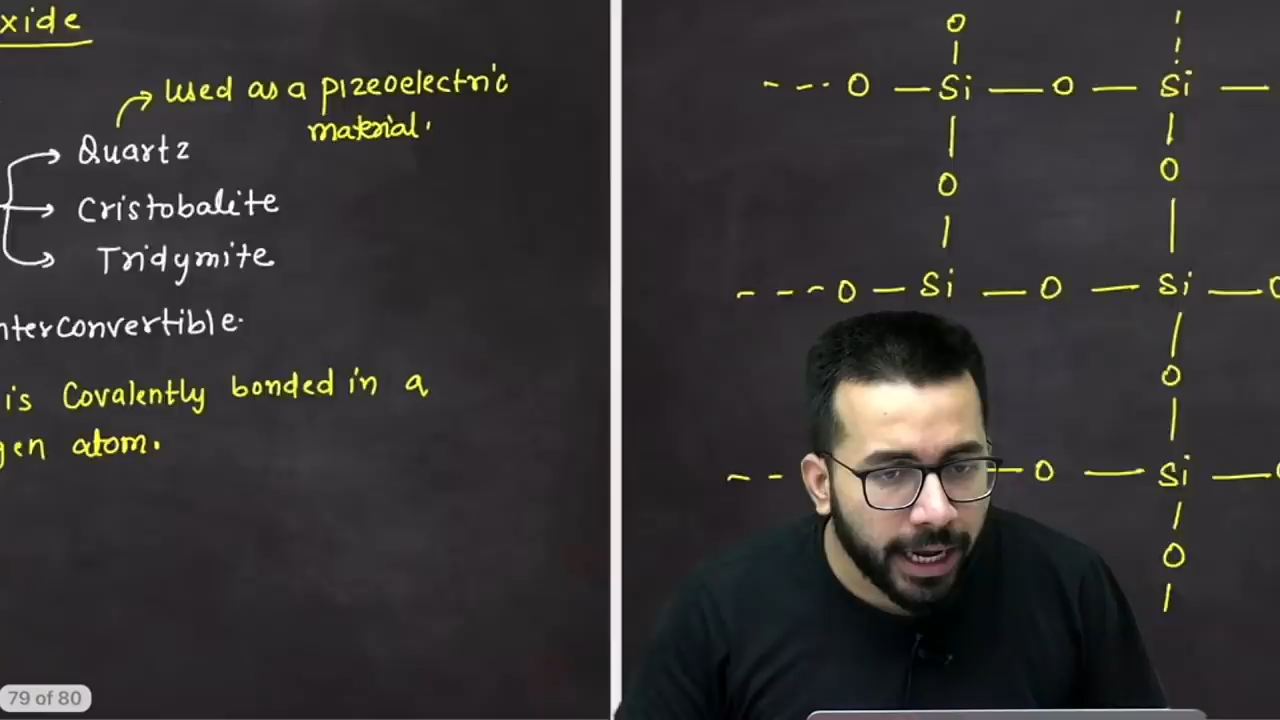 xide
Used as a pizeoelectric
material.
Quartz
Cristobalite
Tridymite
nterconvertible.
is Covalently bonded in a
gen atom.
79 of 80
O
--- O — Si — O — Si —
O O
--- O — Si — O — Si — O
O
-- — O — Si — O
O